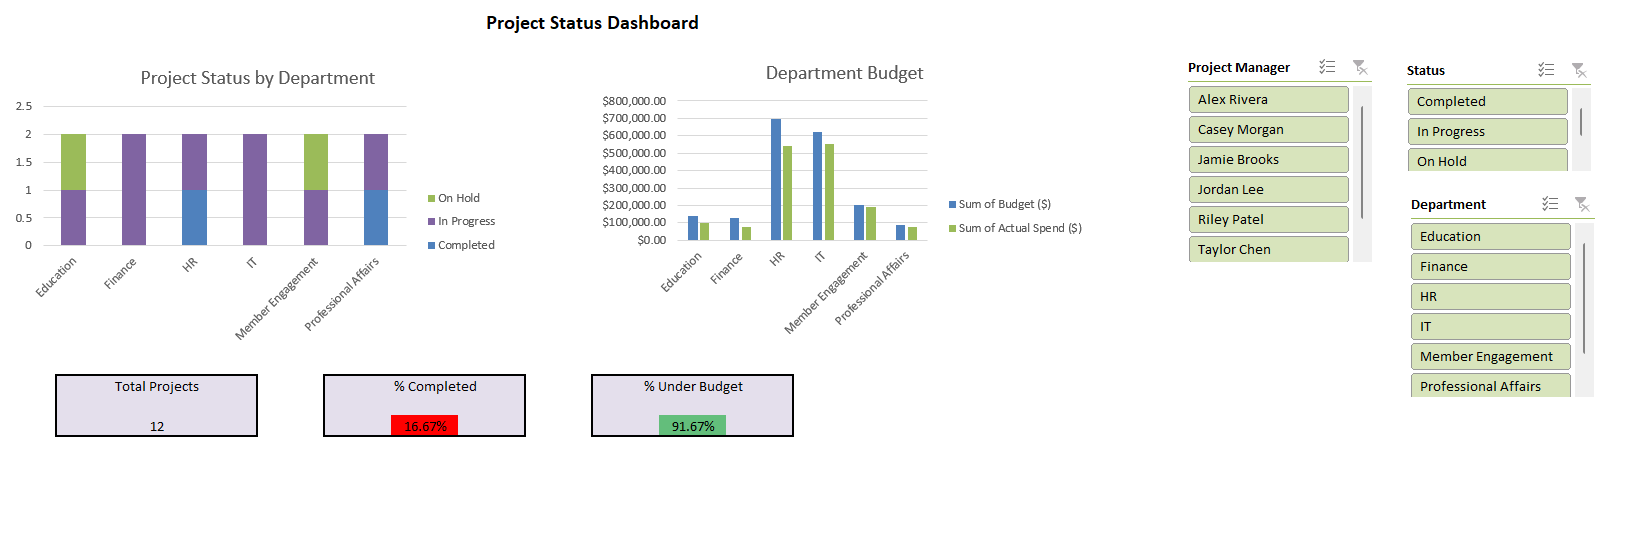 Project Status Dashboard
Project Status by Department
2.5
2
1.5
1
0.5
0
Education
Finance
HR
IT
Member Engagement
Professional Affairs
On Hold
In Progress
Completed
Department Budget
$800,000.00
$700,000.00
$600,000.00
$500,000.00
$400,000.00
$300,000.00
$200,000.00
$100,000.00
$0.00
Education
Finance
HR
IT
Member Engagement
Professional Affairs
Sum of Budget ($)
Sum of Actual Spend ($)
Project Manager
Alex Rivera
Casey Morgan
Jamie Brooks
Jordan Lee
Riley Patel
Taylor Chen
Status
Completed
In Progress
On Hold
Department
Education
Finance
HR
IT
Member Engagement
Professional Affairs
Total Projects
12
% Completed
16.67%
% Under Budget
91.67%